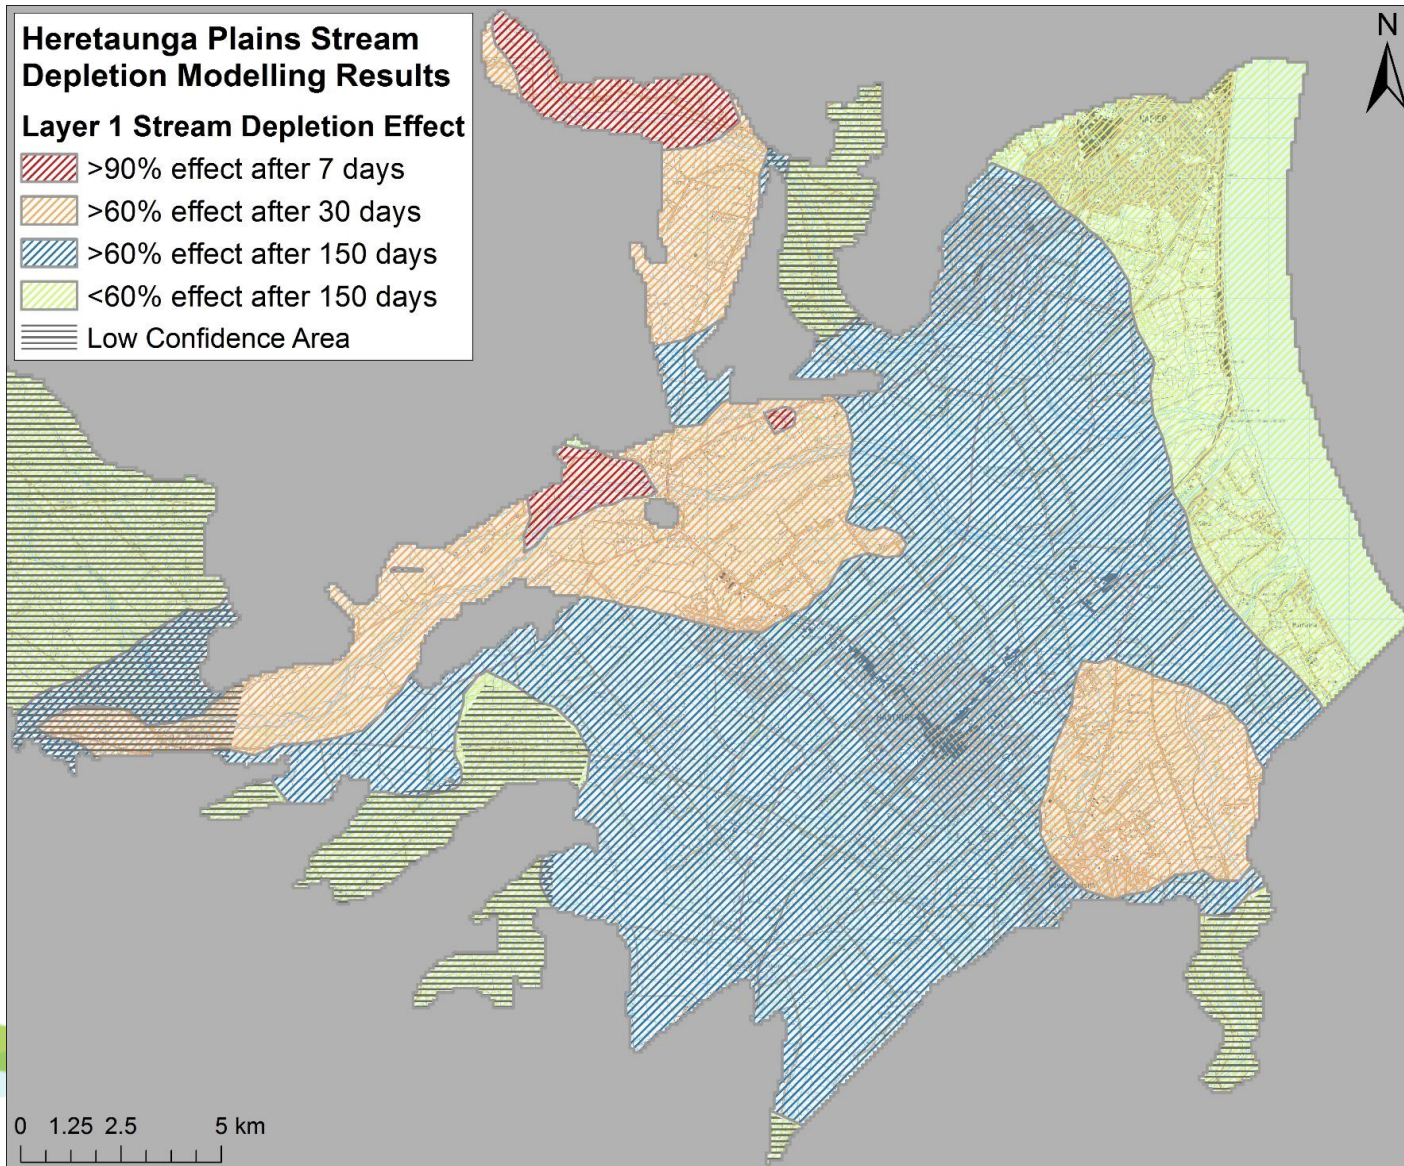 Heretaunga Plains Stream
Depletion Modelling Results
Layer 1 Stream Depletion Effect
>90% effect after 7 days
>60% effect after 30 days
>60% effect after 150 days
<60% effect after 150 days
Low Confidence Area
N
NAPIER
HASTINGS
0 1.25 2.5 5 km